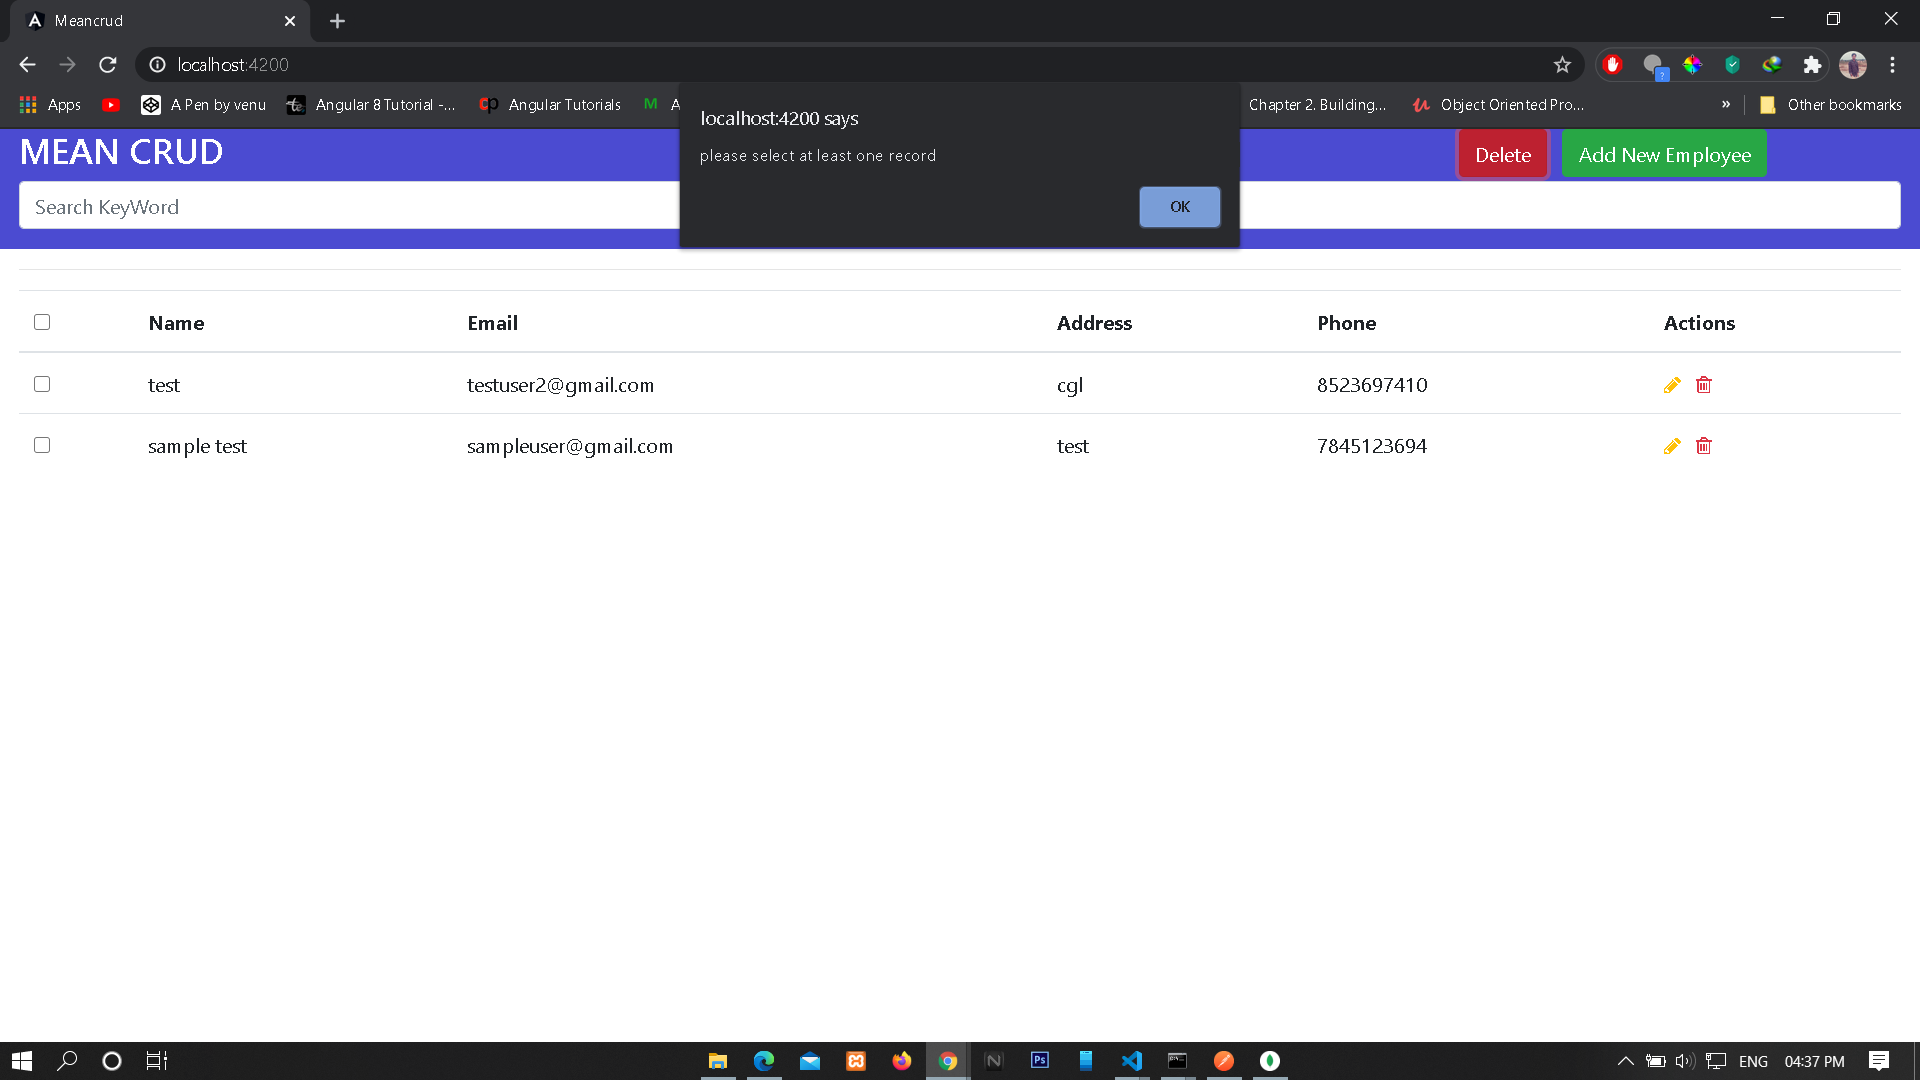 Meancrud
localhost:4200
Apps A Pen by venu Angular 8 Tutorial -... Angular Tutorials M A Chapter 2. Building... Object Oriented Pro... » Other bookmarks
localhost:4200 says
please select at least one record
OK
MEAN CRUD Delete Add New Employee
Search KeyWord
Name Email Address Phone Actions
test testuser2@gmail.com cgl 8523697410
sample test sampleuser@gmail.com test 7845123694
ENG 04:37 PM